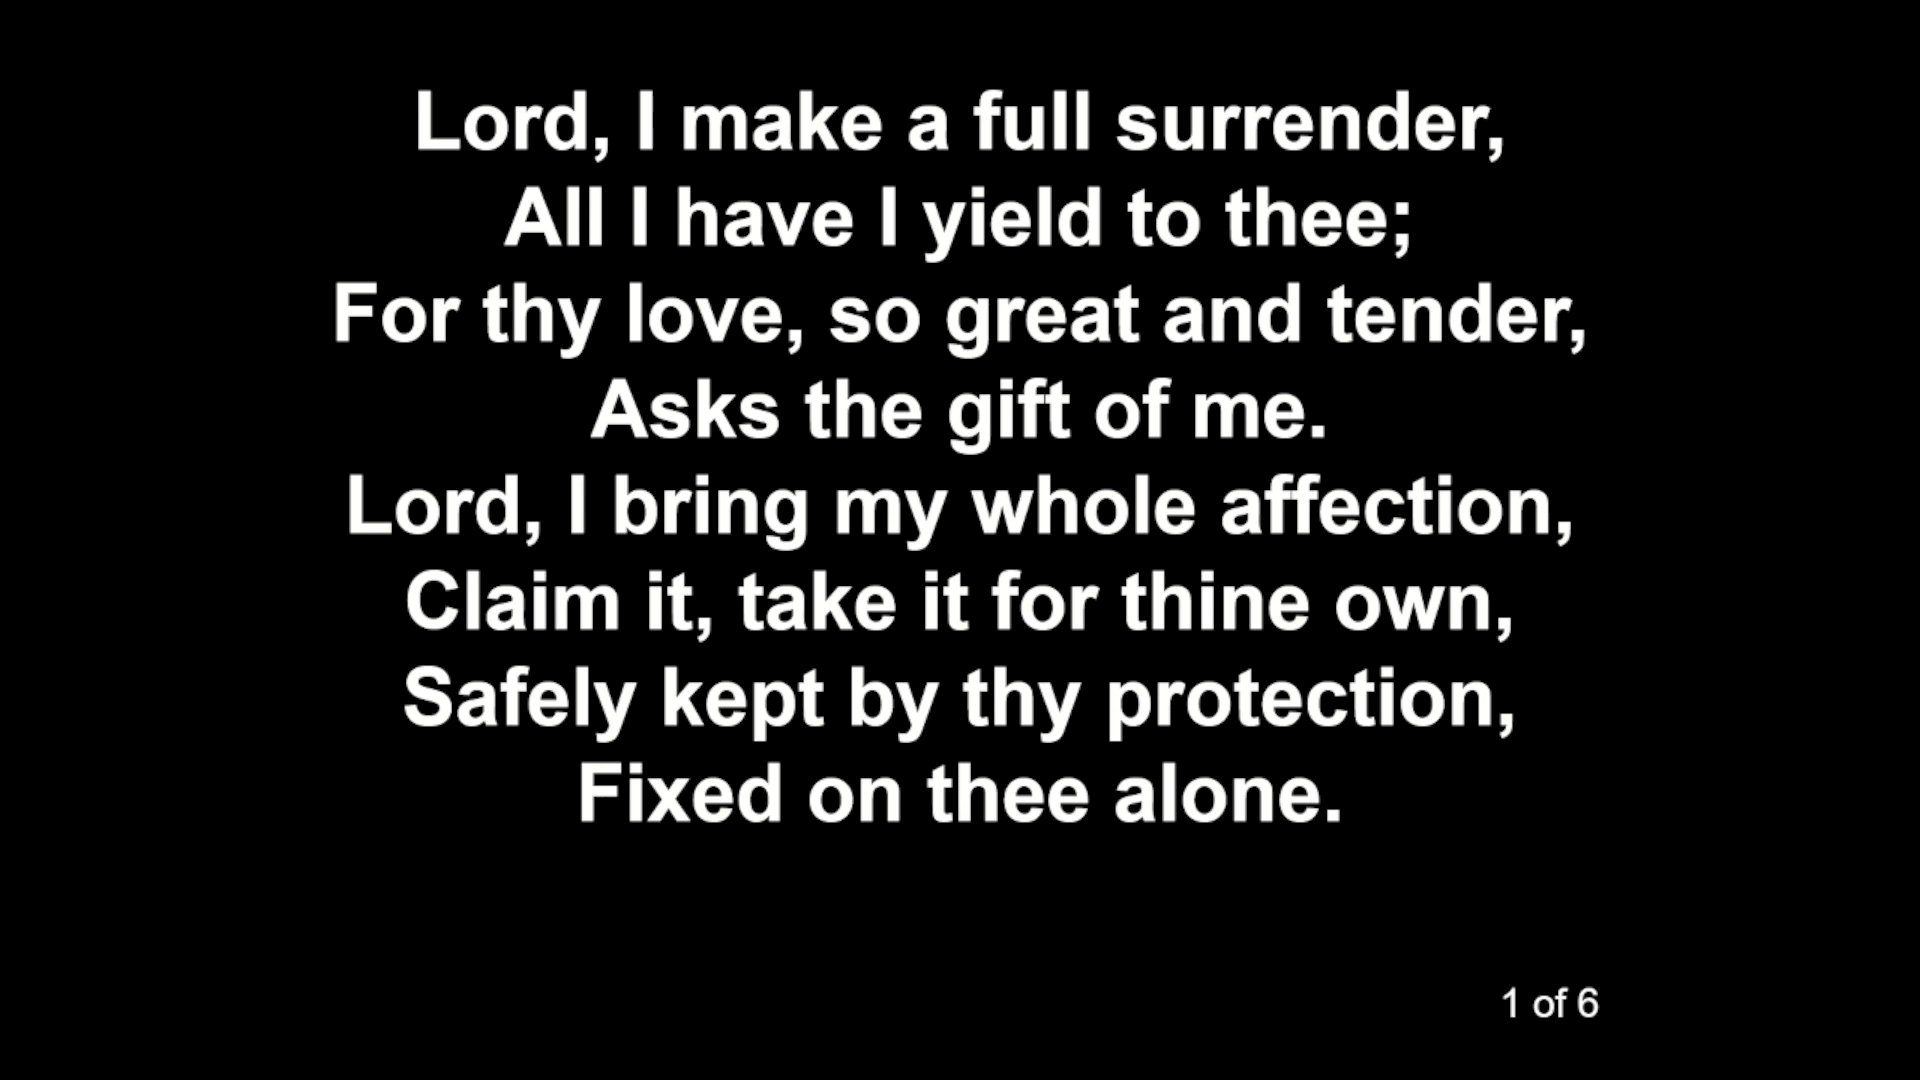 Lord, I make a full surrender,
All I have I yield to thee;
For thy love, so great and tender,
Asks the gift of me.
Lord, I bring my whole affection,
Claim it, take it for thine own,
Safely kept by thy protection,
Fixed on thee alone.
1 of 6